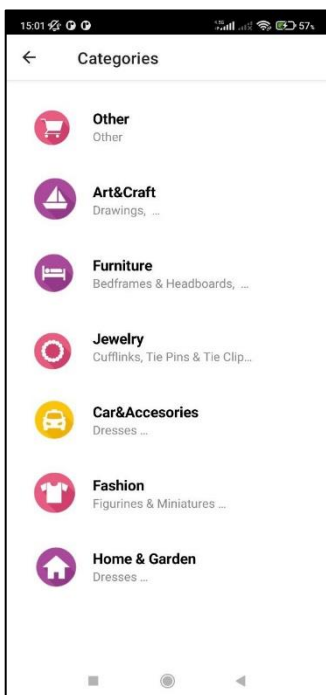 15:01
57%
Categories
Other
Other
Art&Craft
Drawings, ...
Furniture
Bedframes & Headboards, ...
Jewelry
Cufflinks, Tie Pins & Tie Clip...
Car&Accesories
Dresses ...
Fashion
Figurines & Miniatures ...
Home & Garden
Dresses ...